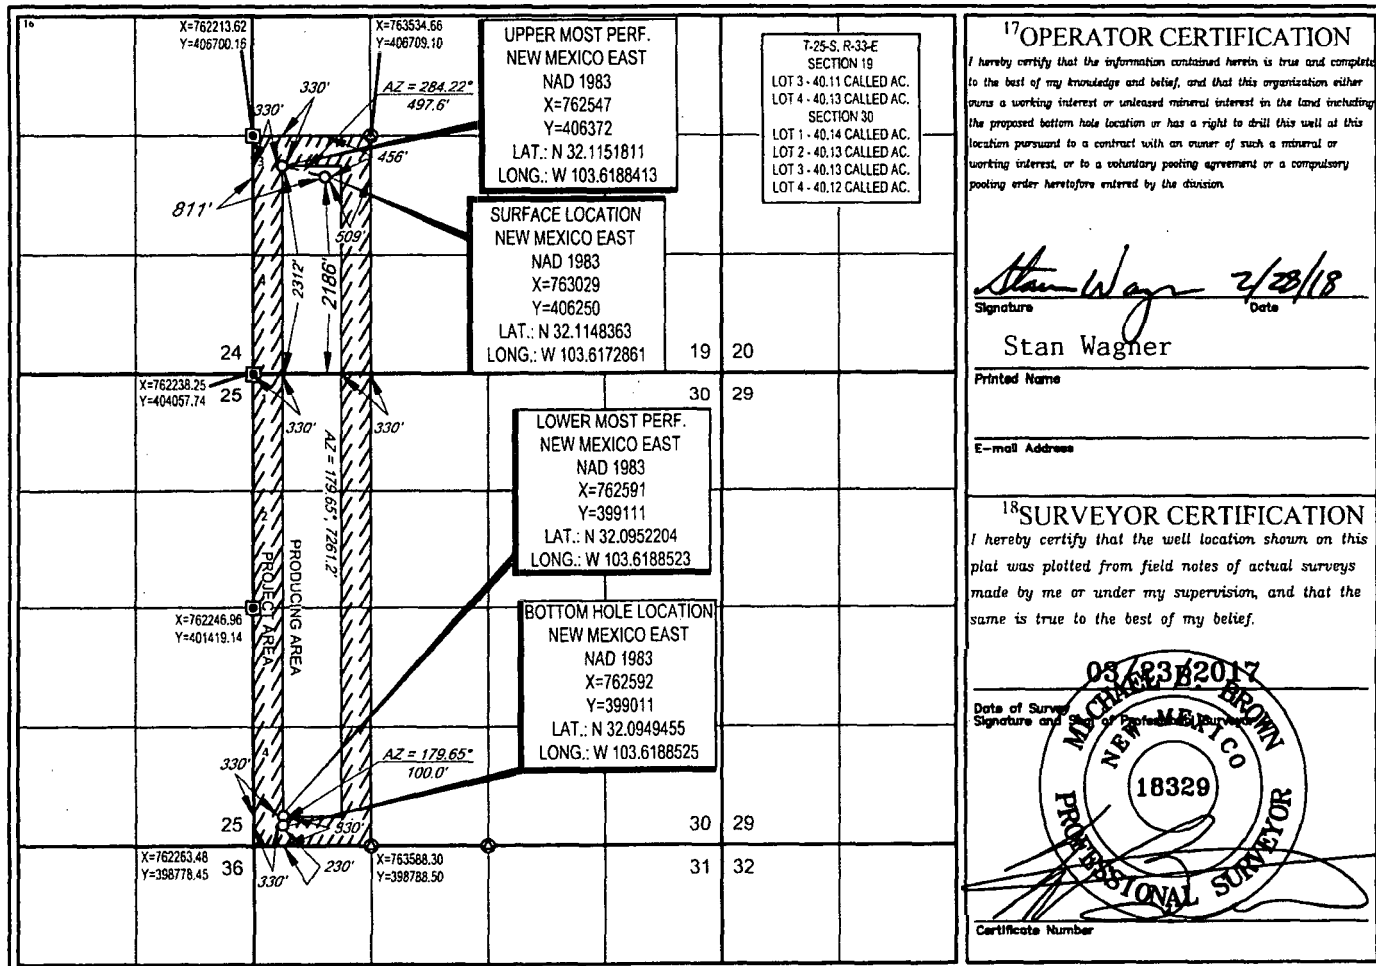 16
X=762213.62
Y=406700.16
X=763534.66
Y=406709.10
UPPER MOST PERF.
NEW MEXICO EAST
NAD 1983
X=762547
Y=406372
LAT.: N 32.1151811
LONG.: W 103.6188413
T-25-S, R-33-E
SECTION 19
LOT 3 - 40.11 CALLED AC.
LOT 4 - 40.13 CALLED AC.
SECTION 30
LOT 1 - 40.14 CALLED AC.
LOT 2 - 40.13 CALLED AC.
LOT 3 - 40.13 CALLED AC.
LOT 4 - 40.12 CALLED AC.
330'
330'
AZ = 284.22°
497.6'
3
456'
811'
509'
SURFACE LOCATION
NEW MEXICO EAST
NAD 1983
X=763029
Y=406250
LAT.: N 32.1148363
LONG.: W 103.6172861
4
2312'
2186'
24
19 20
X=762238.25
Y=404057.74
25
1
30 29
330'
330'
LOWER MOST PERF.
NEW MEXICO EAST
NAD 1983
X=762591
Y=399111
LAT.: N 32.0952204
LONG.: W 103.6188523
AZ = 179.65°, 7261.2'
2
PROJECT AREA
PRODUCING AREA
X=762246.96
Y=401419.14
BOTTOM HOLE LOCATION
NEW MEXICO EAST
NAD 1983
X=762592
Y=399011
LAT.: N 32.0949455
LONG.: W 103.6188525
4
330'
AZ = 179.65°
100.0'
25
330'
30 29
X=762263.48
Y=398778.45
36
330'
230'
X=763588.30
Y=398788.50
31 32
17OPERATOR CERTIFICATION
I hereby certify that the information contained herein is true and complete
to the best of my knowledge and belief, and that this organization either
owns a working interest or unleased mineral interest in the land including
the proposed bottom hole location or has a right to drill this well at this
location pursuant to a contract with an owner of such a mineral or
working interest, or to a voluntary pooling agreement or a compulsory
pooling order heretofore entered by the division
Stan Wagner 2/28/18
Signature Date
Stan Wagner
Printed Name
E-mail Address
18SURVEYOR CERTIFICATION
I hereby certify that the well location shown on this
plat was plotted from field notes of actual surveys
made by me or under my supervision, and that the
same is true to the best of my belief.
03/23/2017
Date of Survey
Signature and Seal of Professional Surveyor
MICHAEL B. BROWN
NEW MEXICO
18329
PROFESSIONAL SURVEYOR
Certificate Number